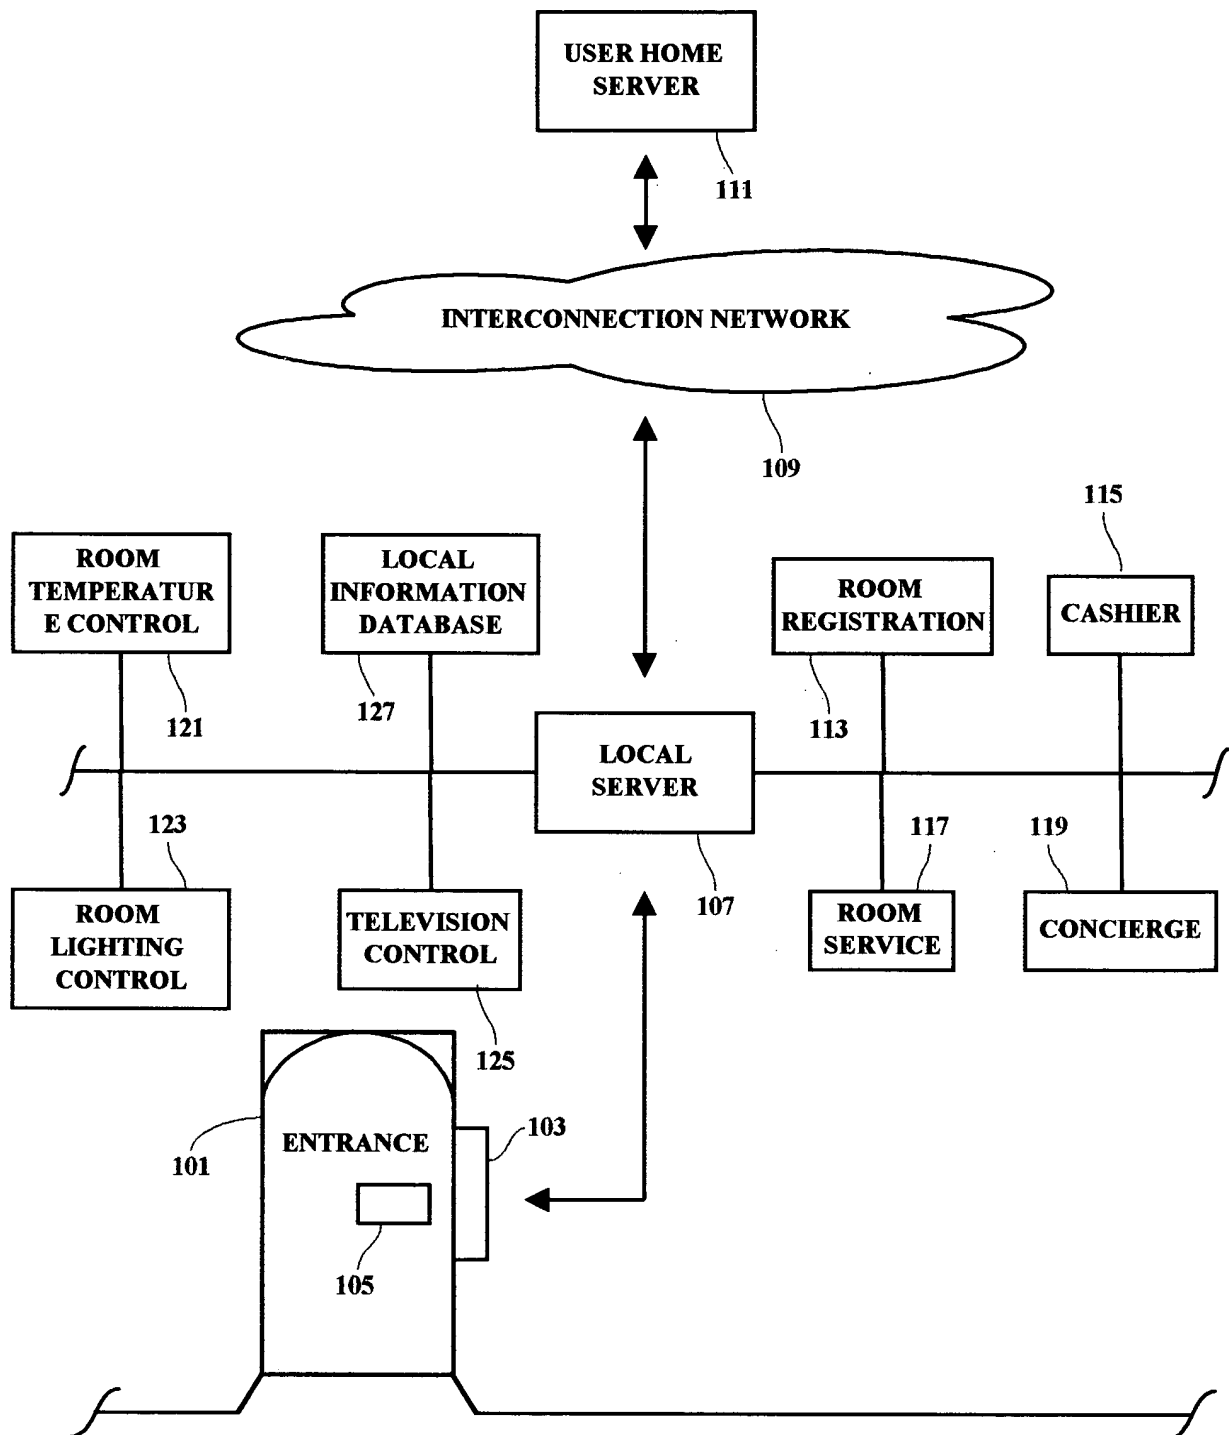 USER HOME
SERVER
111
INTERCONNECTION NETWORK
109
115
ROOM
TEMPERATUR
E CONTROL
LOCAL
INFORMATION
DATABASE
ROOM
REGISTRATION
CASHIER
121
127
113
LOCAL
SERVER
123
117
119
107
ROOM
LIGHTING
CONTROL
TELEVISION
CONTROL
ROOM
SERVICE
CONCIERGE
125
103
ENTRANCE
101
105